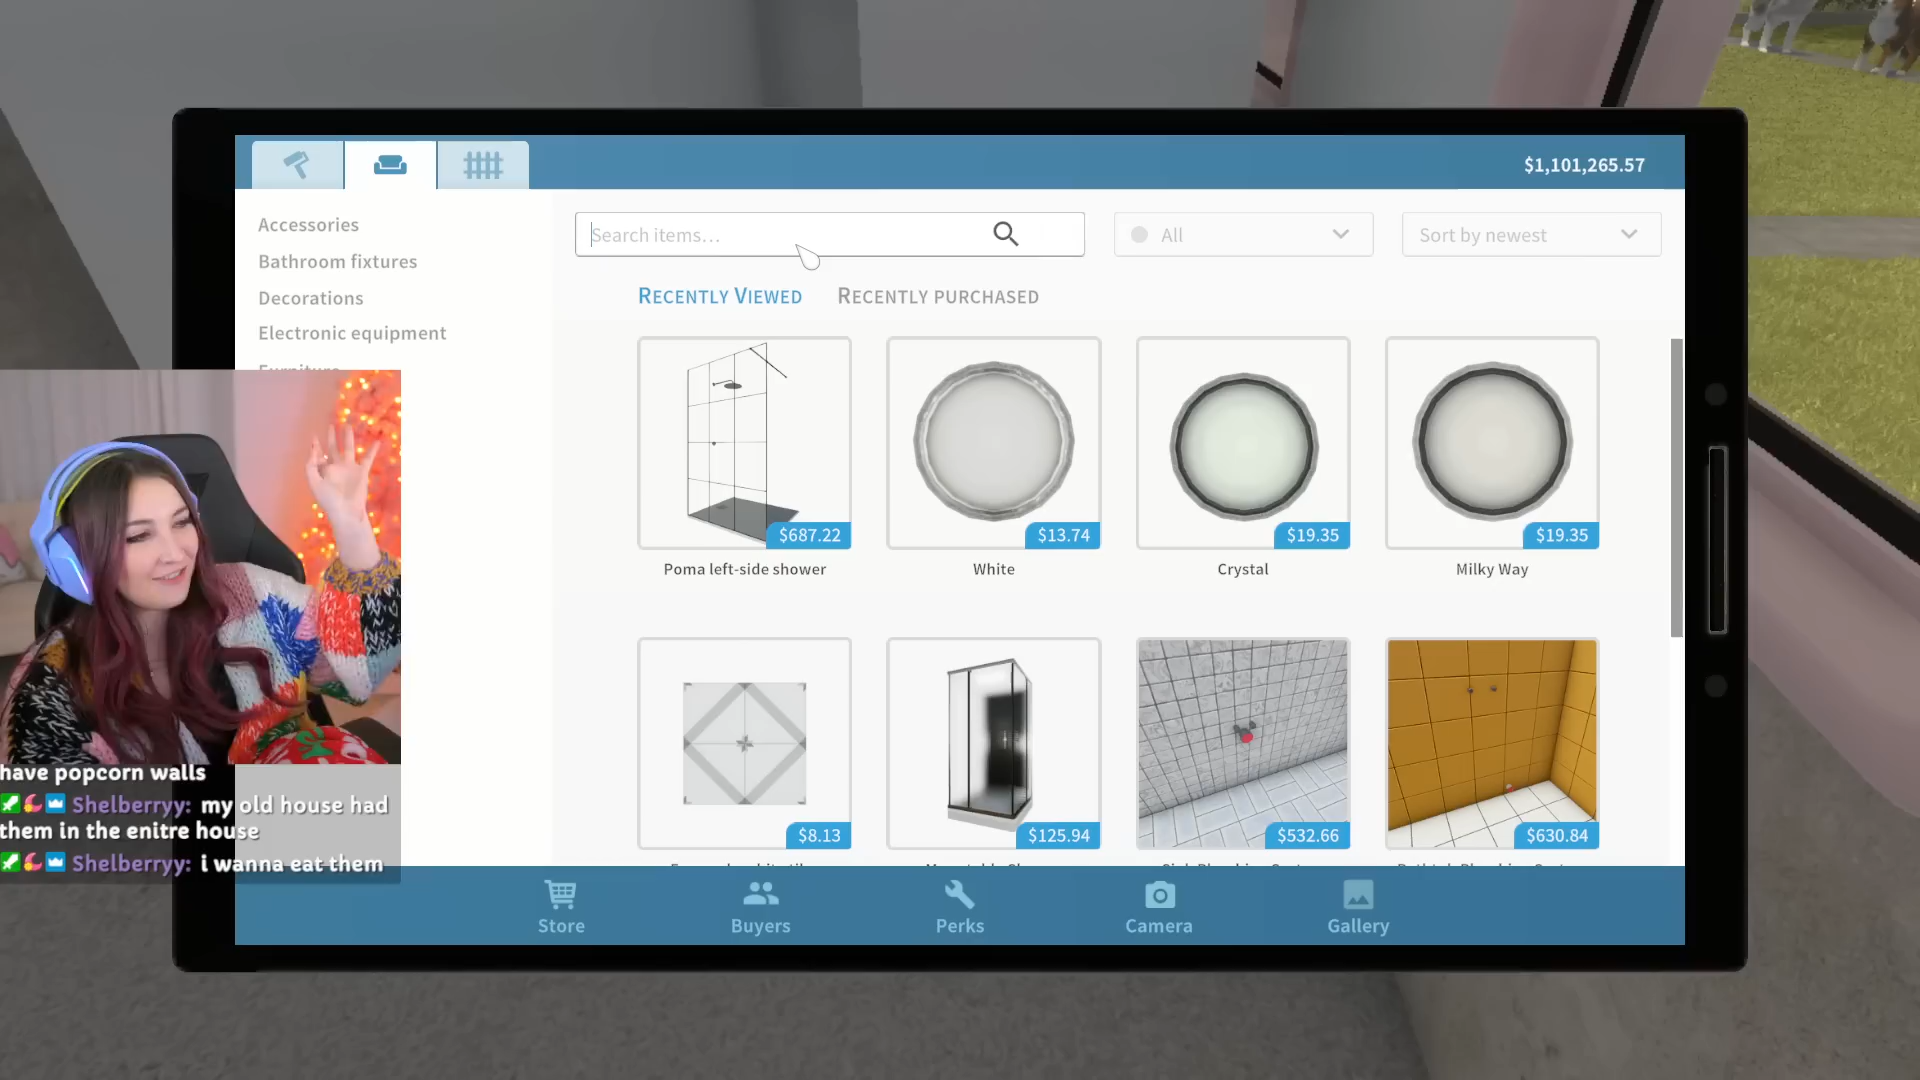 $1,101,265.57
Accessories
Bathroom fixtures
Decorations
Electronic equipment
Search items...
All
Sort by newest
RECENTLY VIEWED
RECENTLY PURCHASED
$687.22
$13.74
$19.35
$19.35
Poma left-side shower
White
Crystal
Milky Way
$8.13
$125.94
$532.66
$630.84
have popcorn walls
Shelberryy: my old house had
them in the enitre house
Shelberryy: i wanna eat them
Store
Buyers
Perks
Camera
Gallery